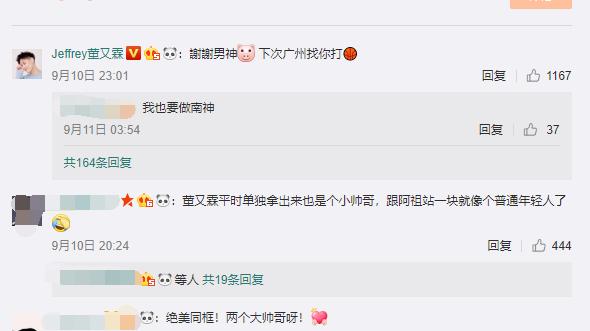 Jeffrey董又霖：謝謝男神 下次广州找你打
9月10日 23:01
回复
1167
我也要做南神
9月11日 03:54
回复
37
共164条回复
：董又霖平时单独拿出来也是个小帅哥，跟阿祖站一块就像个普通年轻人了
9月10日 20:24
回复
444
等人 共19条回复
：绝美同框！两个大帅哥呀！